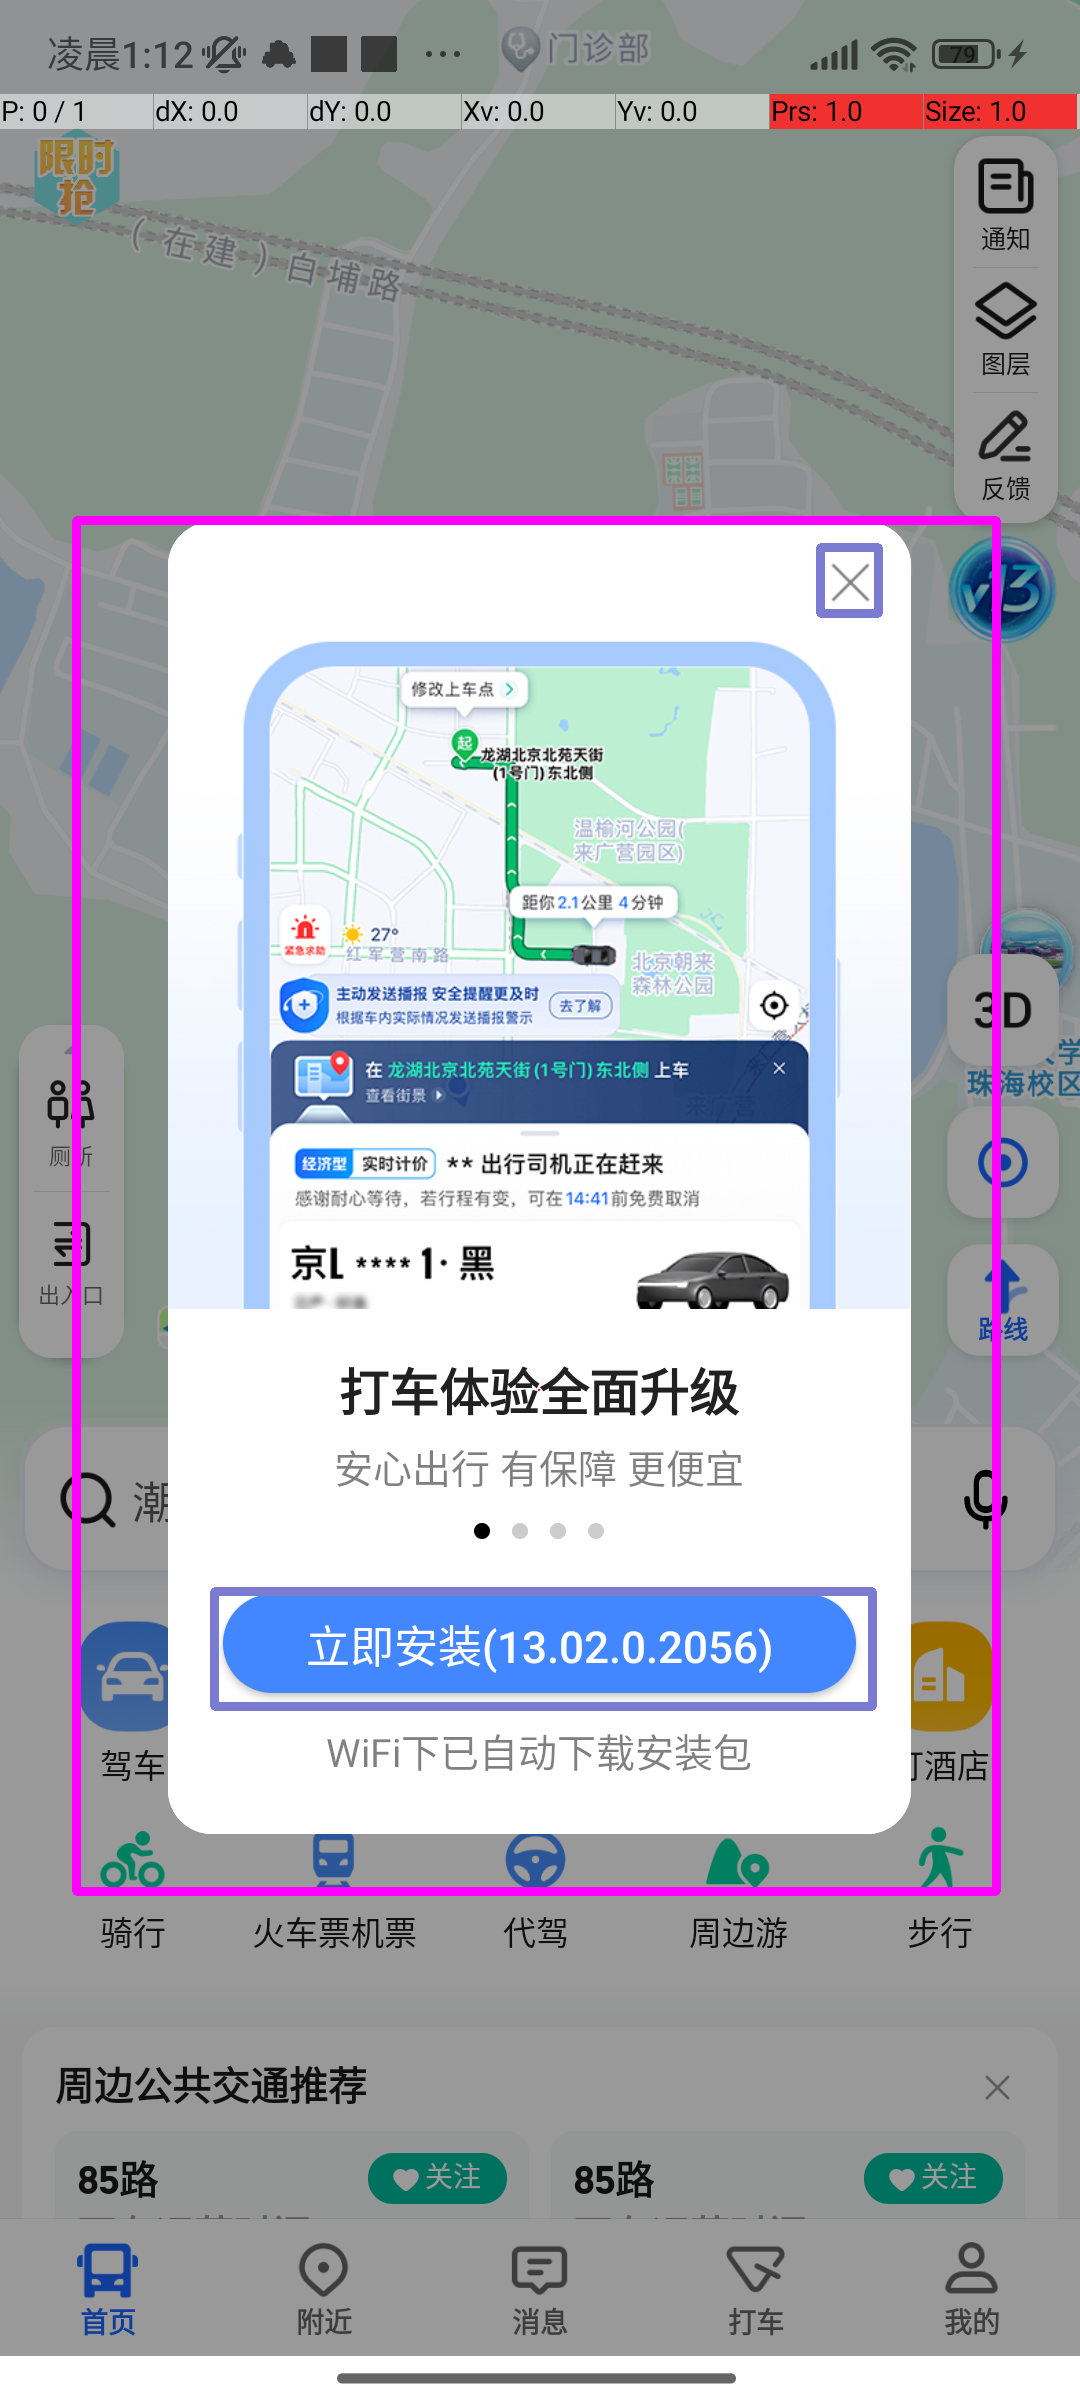 凌晨1:12
79
门诊部
P: 0 / 1
dX: 0.0
dY: 0.0
Xv: 0.0
Yv: 0.0
Prs: 1.0
Size: 1.0
限时
抢
(在建)白埔路
通知
图层
反馈
v13
修改上车点
起
龙湖北京北苑天街
(1号门)东北侧
温榆河公园(
来广营园区)
距你2.1公里 4分钟
紧急求助
27°
红军营南路
北京朝来
森林公园
主动发送播报 安全提醒更及时
根据车内实际情况发送播报警示
去了解
在 龙湖北京北苑天街(1号门)东北侧 上车
查看街景
来广营
经济型
实时计价
** 出行司机正在赶来
感谢耐心等待，若行程有变，可在14:41前免费取消
京L **** 1· 黑
3D
学
珠海校区
厕所
出入口
路线
打车体验全面升级
安心出行 有保障 更便宜
潮
立即安装(13.02.0.2056)
WiFi下已自动下载安装包
驾车
订酒店
骑行
火车票机票
代驾
周边游
步行
周边公共交通推荐
85路
关注
85路
关注
首页
附近
消息
打车
我的